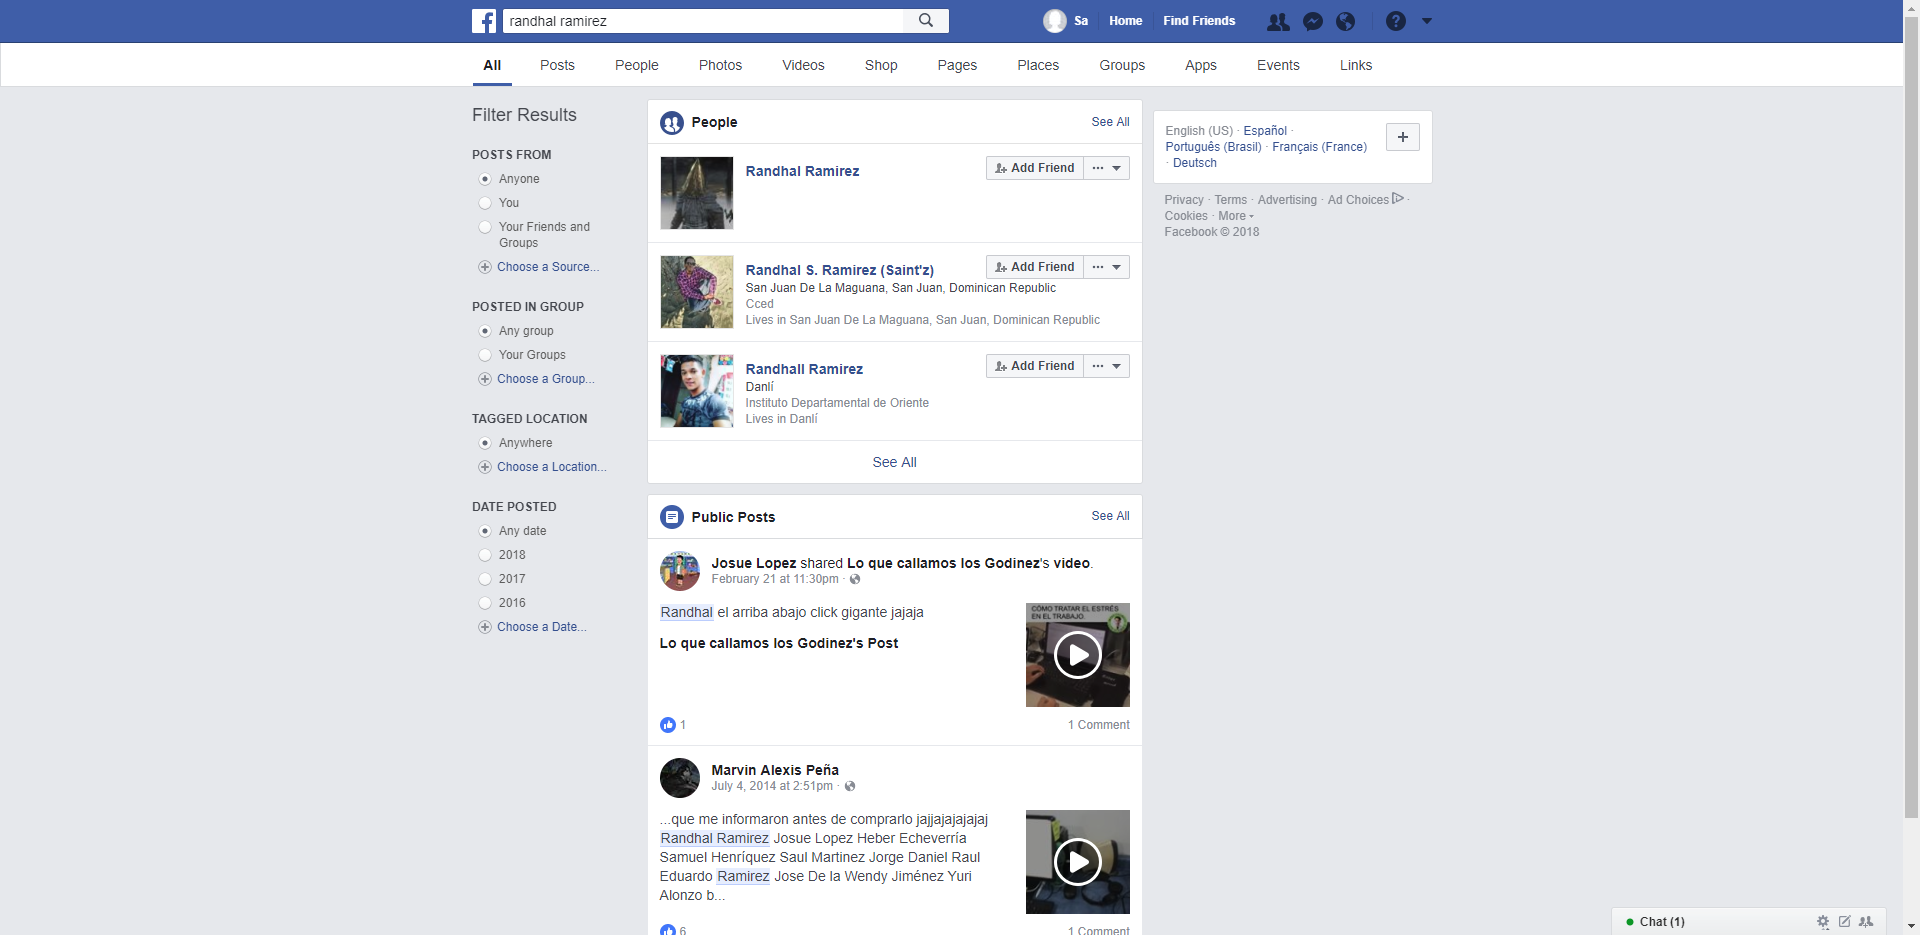 randhal ramirez
Sa
Home
Find Friends
All
Posts
People
Photos
Videos
Shop
Pages
Places
Groups
Apps
Events
Links
Filter Results
POSTS FROM
Anyone
You
Your Friends and
Groups
Choose a Source...
POSTED IN GROUP
Any group
Your Groups
Choose a Group...
TAGGED LOCATION
Anywhere
Choose a Location...
DATE POSTED
Any date
2018
2017
2016
Choose a Date...
People
See All
Randhal Ramirez
Add Friend
Randhal S. Ramirez (Saint'z)
Add Friend
San Juan De La Maguana, San Juan, Dominican Republic
Cced
Lives in San Juan De La Maguana, San Juan, Dominican Republic
Randhall Ramirez
Add Friend
Danlí
Instituto Departamental de Oriente
Lives in Danlí
See All
Public Posts
See All
Josue Lopez shared Lo que callamos los Godinez's video.
February 21 at 11:30pm ·
Randhal el arriba abajo click gigante jajaja
Lo que callamos los Godinez's Post
CÓMO TRATAR EL ESTRÉS
EN EL TRABAJO.
1
1 Comment
Marvin Alexis Peña
July 4, 2014 at 2:51pm ·
...que me informaron antes de comprarlo jajjajajajajaj
Randhal Ramirez Josue Lopez Heber Echeverría
Samuel Henríquez Saul Martinez Jorge Daniel Raul
Eduardo Ramirez Jose De la Wendy Jiménez Yuri
Alonzo b...
6
1 Comment
English (US) · Español ·
Português (Brasil) · Français (France)
· Deutsch
Privacy · Terms · Advertising · Ad Choices ·
Cookies · More
Facebook © 2018
Chat (1)